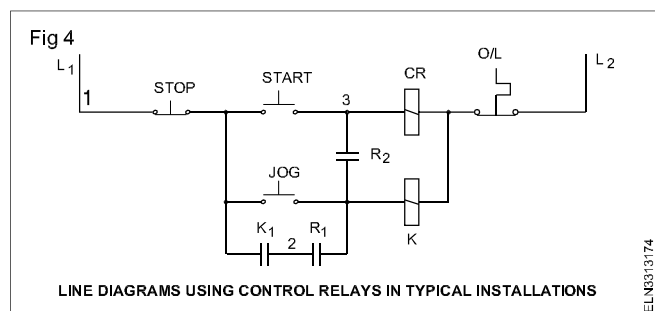 Fig 4
L1
O/L
L2
STOP
START
CR
1
3
R2
JOG
K1
2
R1
K
LINE DIAGRAMS USING CONTROL RELAYS IN TYPICAL INSTALLATIONS
ELN3313174